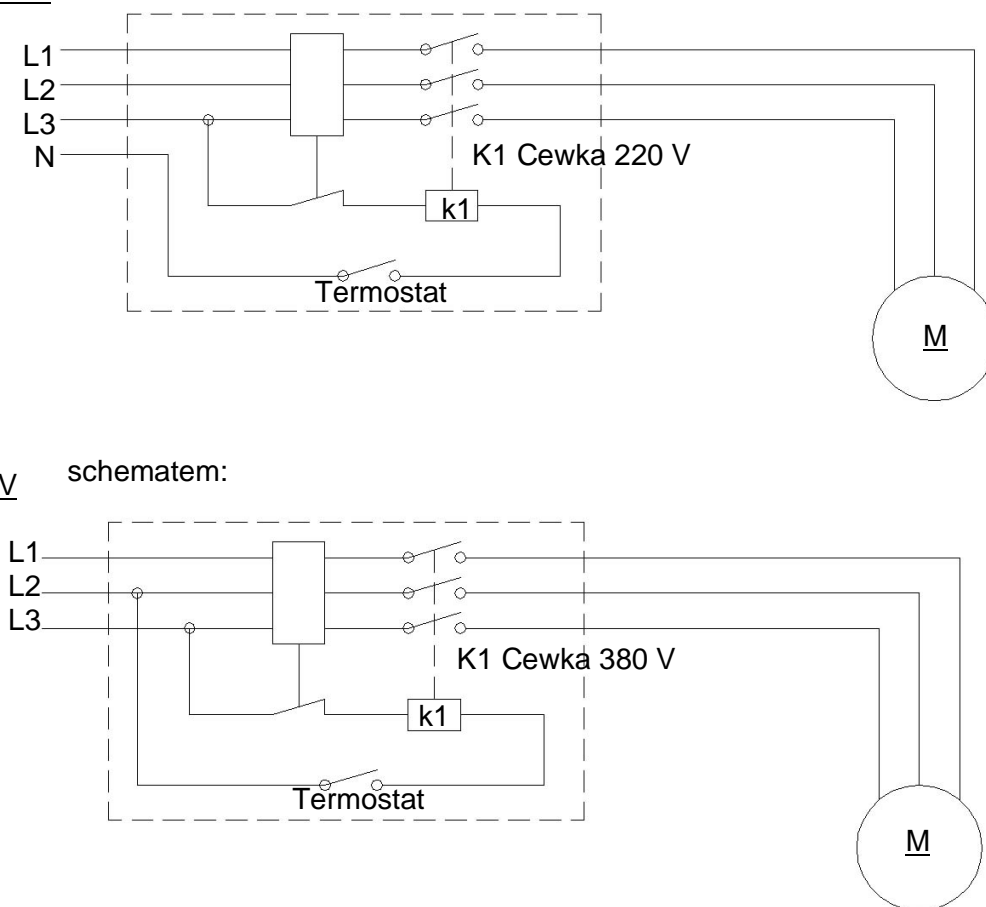 L1
L2
L3
N
K1 Cewka 220 V
k1
Termostat
M
schematem:
V
L1
L2
L3
K1 Cewka 380 V
k1
Termostat
M